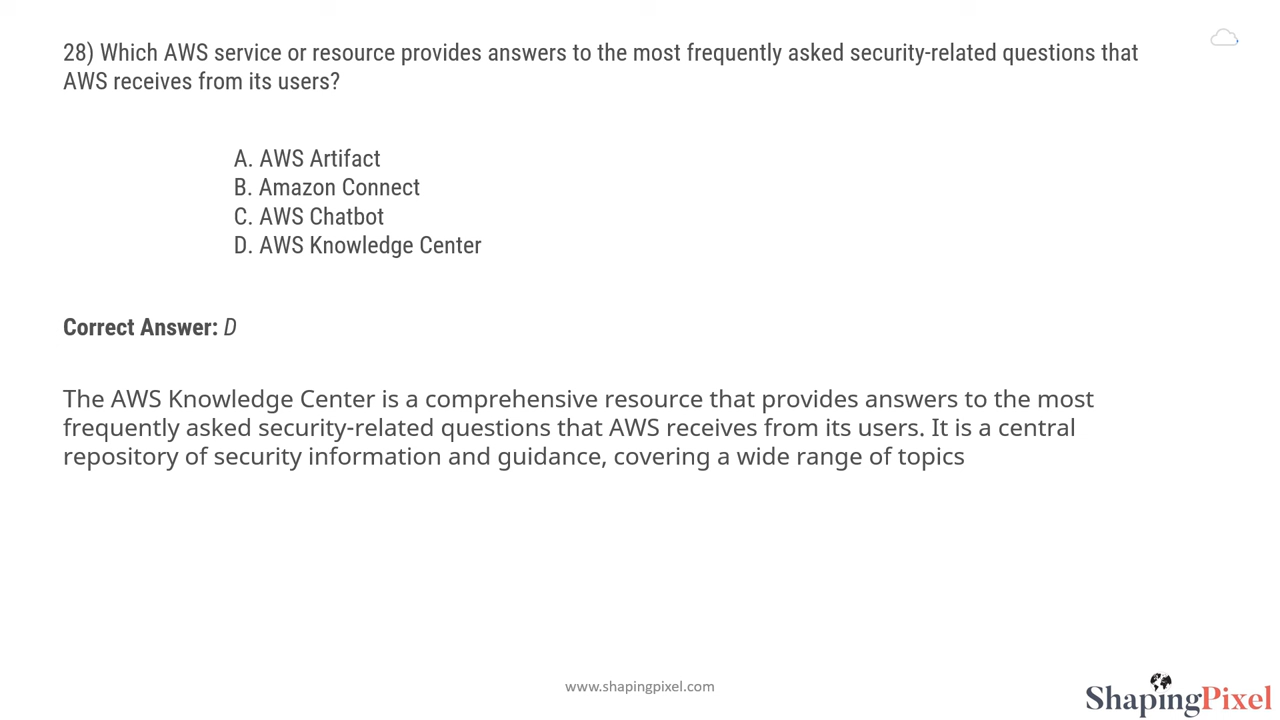 28) Which AWS service or resource provides answers to the most frequently asked security-related questions that
AWS receives from its users?
A. AWS Artifact
B. Amazon Connect
C. AWS Chatbot
D. AWS Knowledge Center
Correct Answer: D
The AWS Knowledge Center is a comprehensive resource that provides answers to the most
frequently asked security-related questions that AWS receives from its users. It is a central
repository of security information and guidance, covering a wide range of topics
www.shapingpixel.com
ShapingPixel